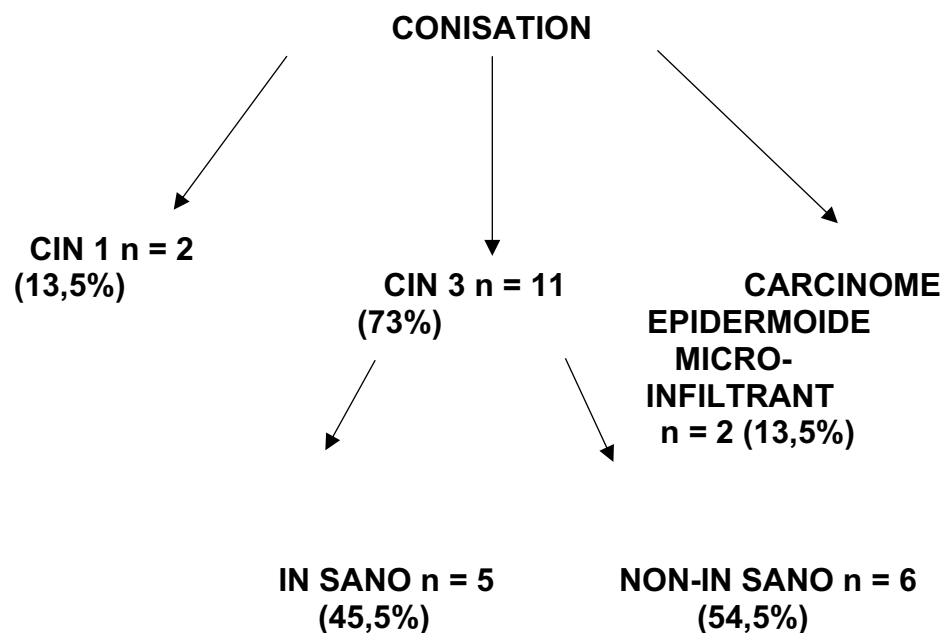 CONISATION
CIN 1 n = 2
(13,5%)
CIN 3 n = 11
(73%)
CARCINOME
EPIDERMOIDE
MICRO-
INFILTRANT
n = 2 (13,5%)
IN SANO n = 5
(45,5%)
NON-IN SANO n = 6
(54,5%)